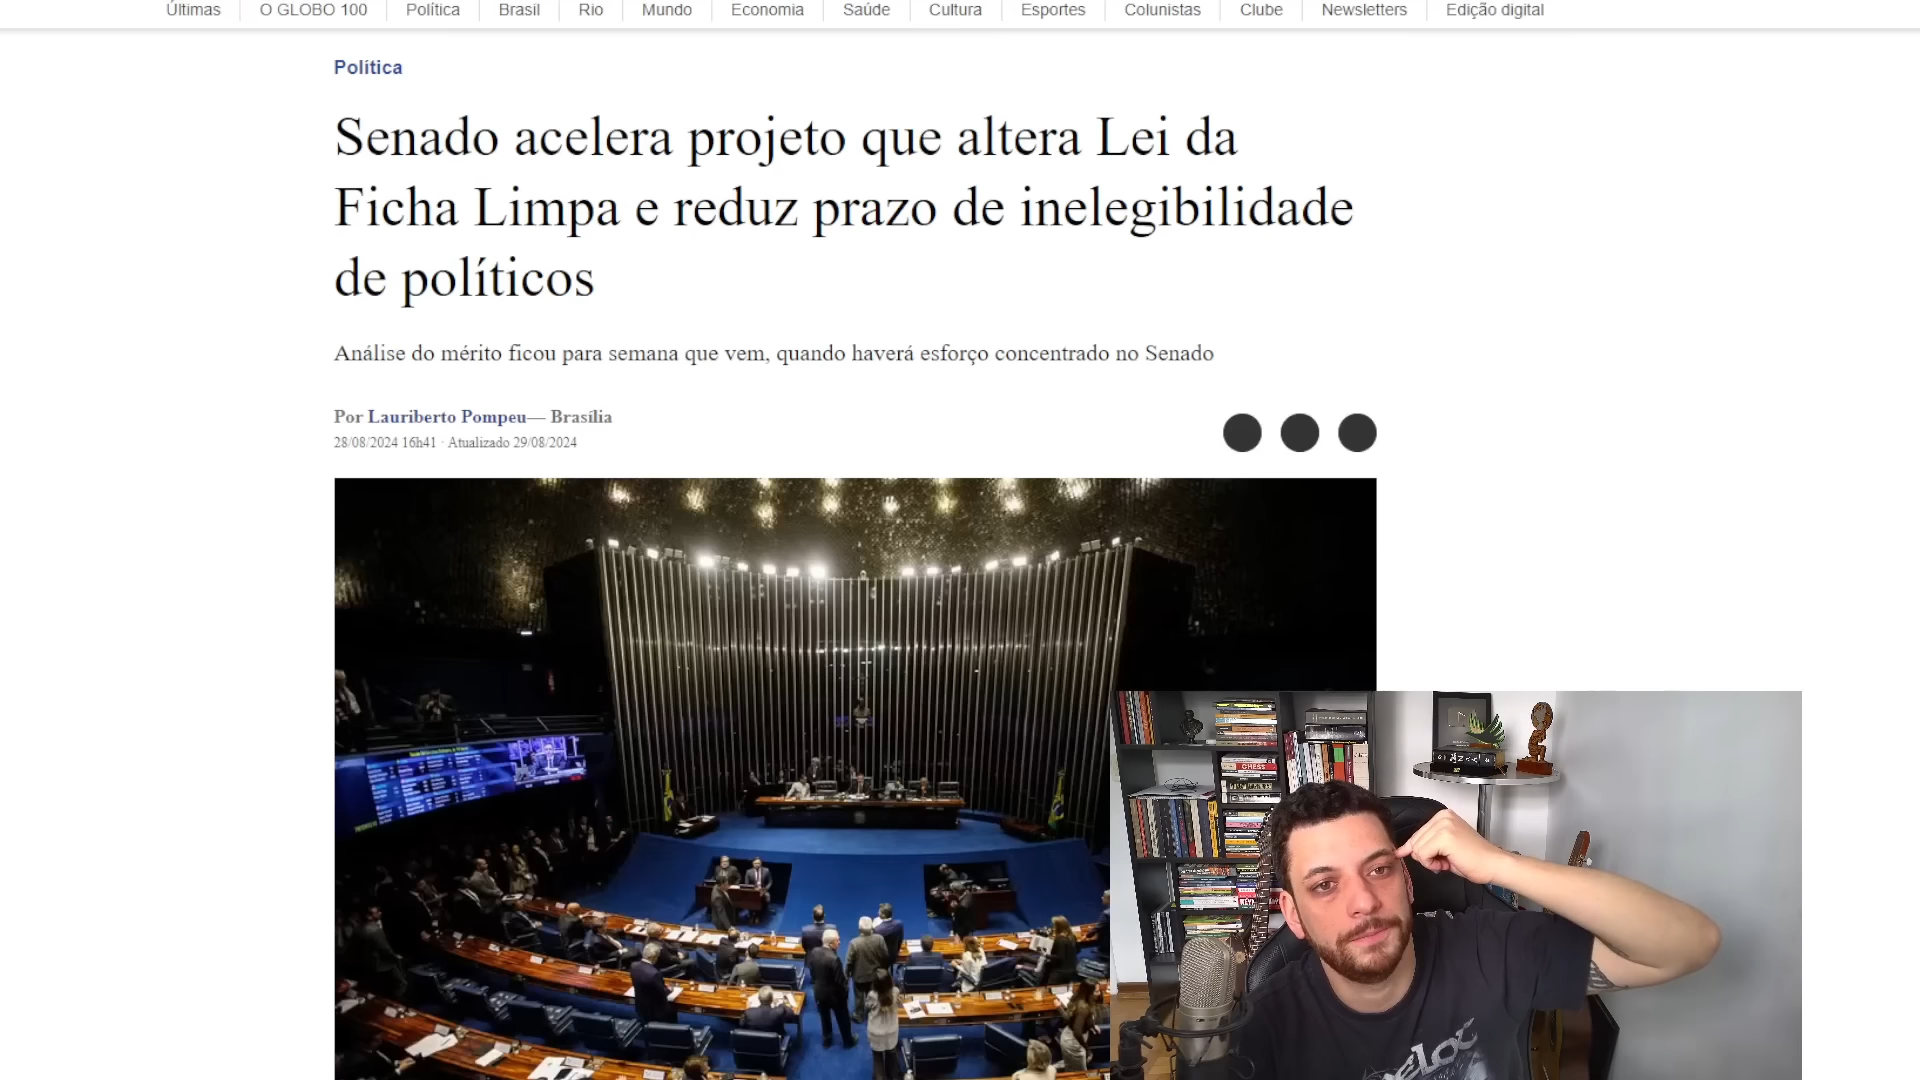 Últimas O GLOBO 100 Política Brasil Rio Mundo Economia Saúde Cultura Esportes Colunistas Clube Newsletters Edição digital
Política
Senado acelera projeto que altera Lei da
Ficha Limpa e reduz prazo de inelegibilidade
de políticos
Análise do mérito ficou para semana que vem, quando haverá esforço concentrado no Senado
Por Lauriberto Pompeu— Brasília
28/08/2024 16h41 · Atualizado 29/08/2024
CHESS